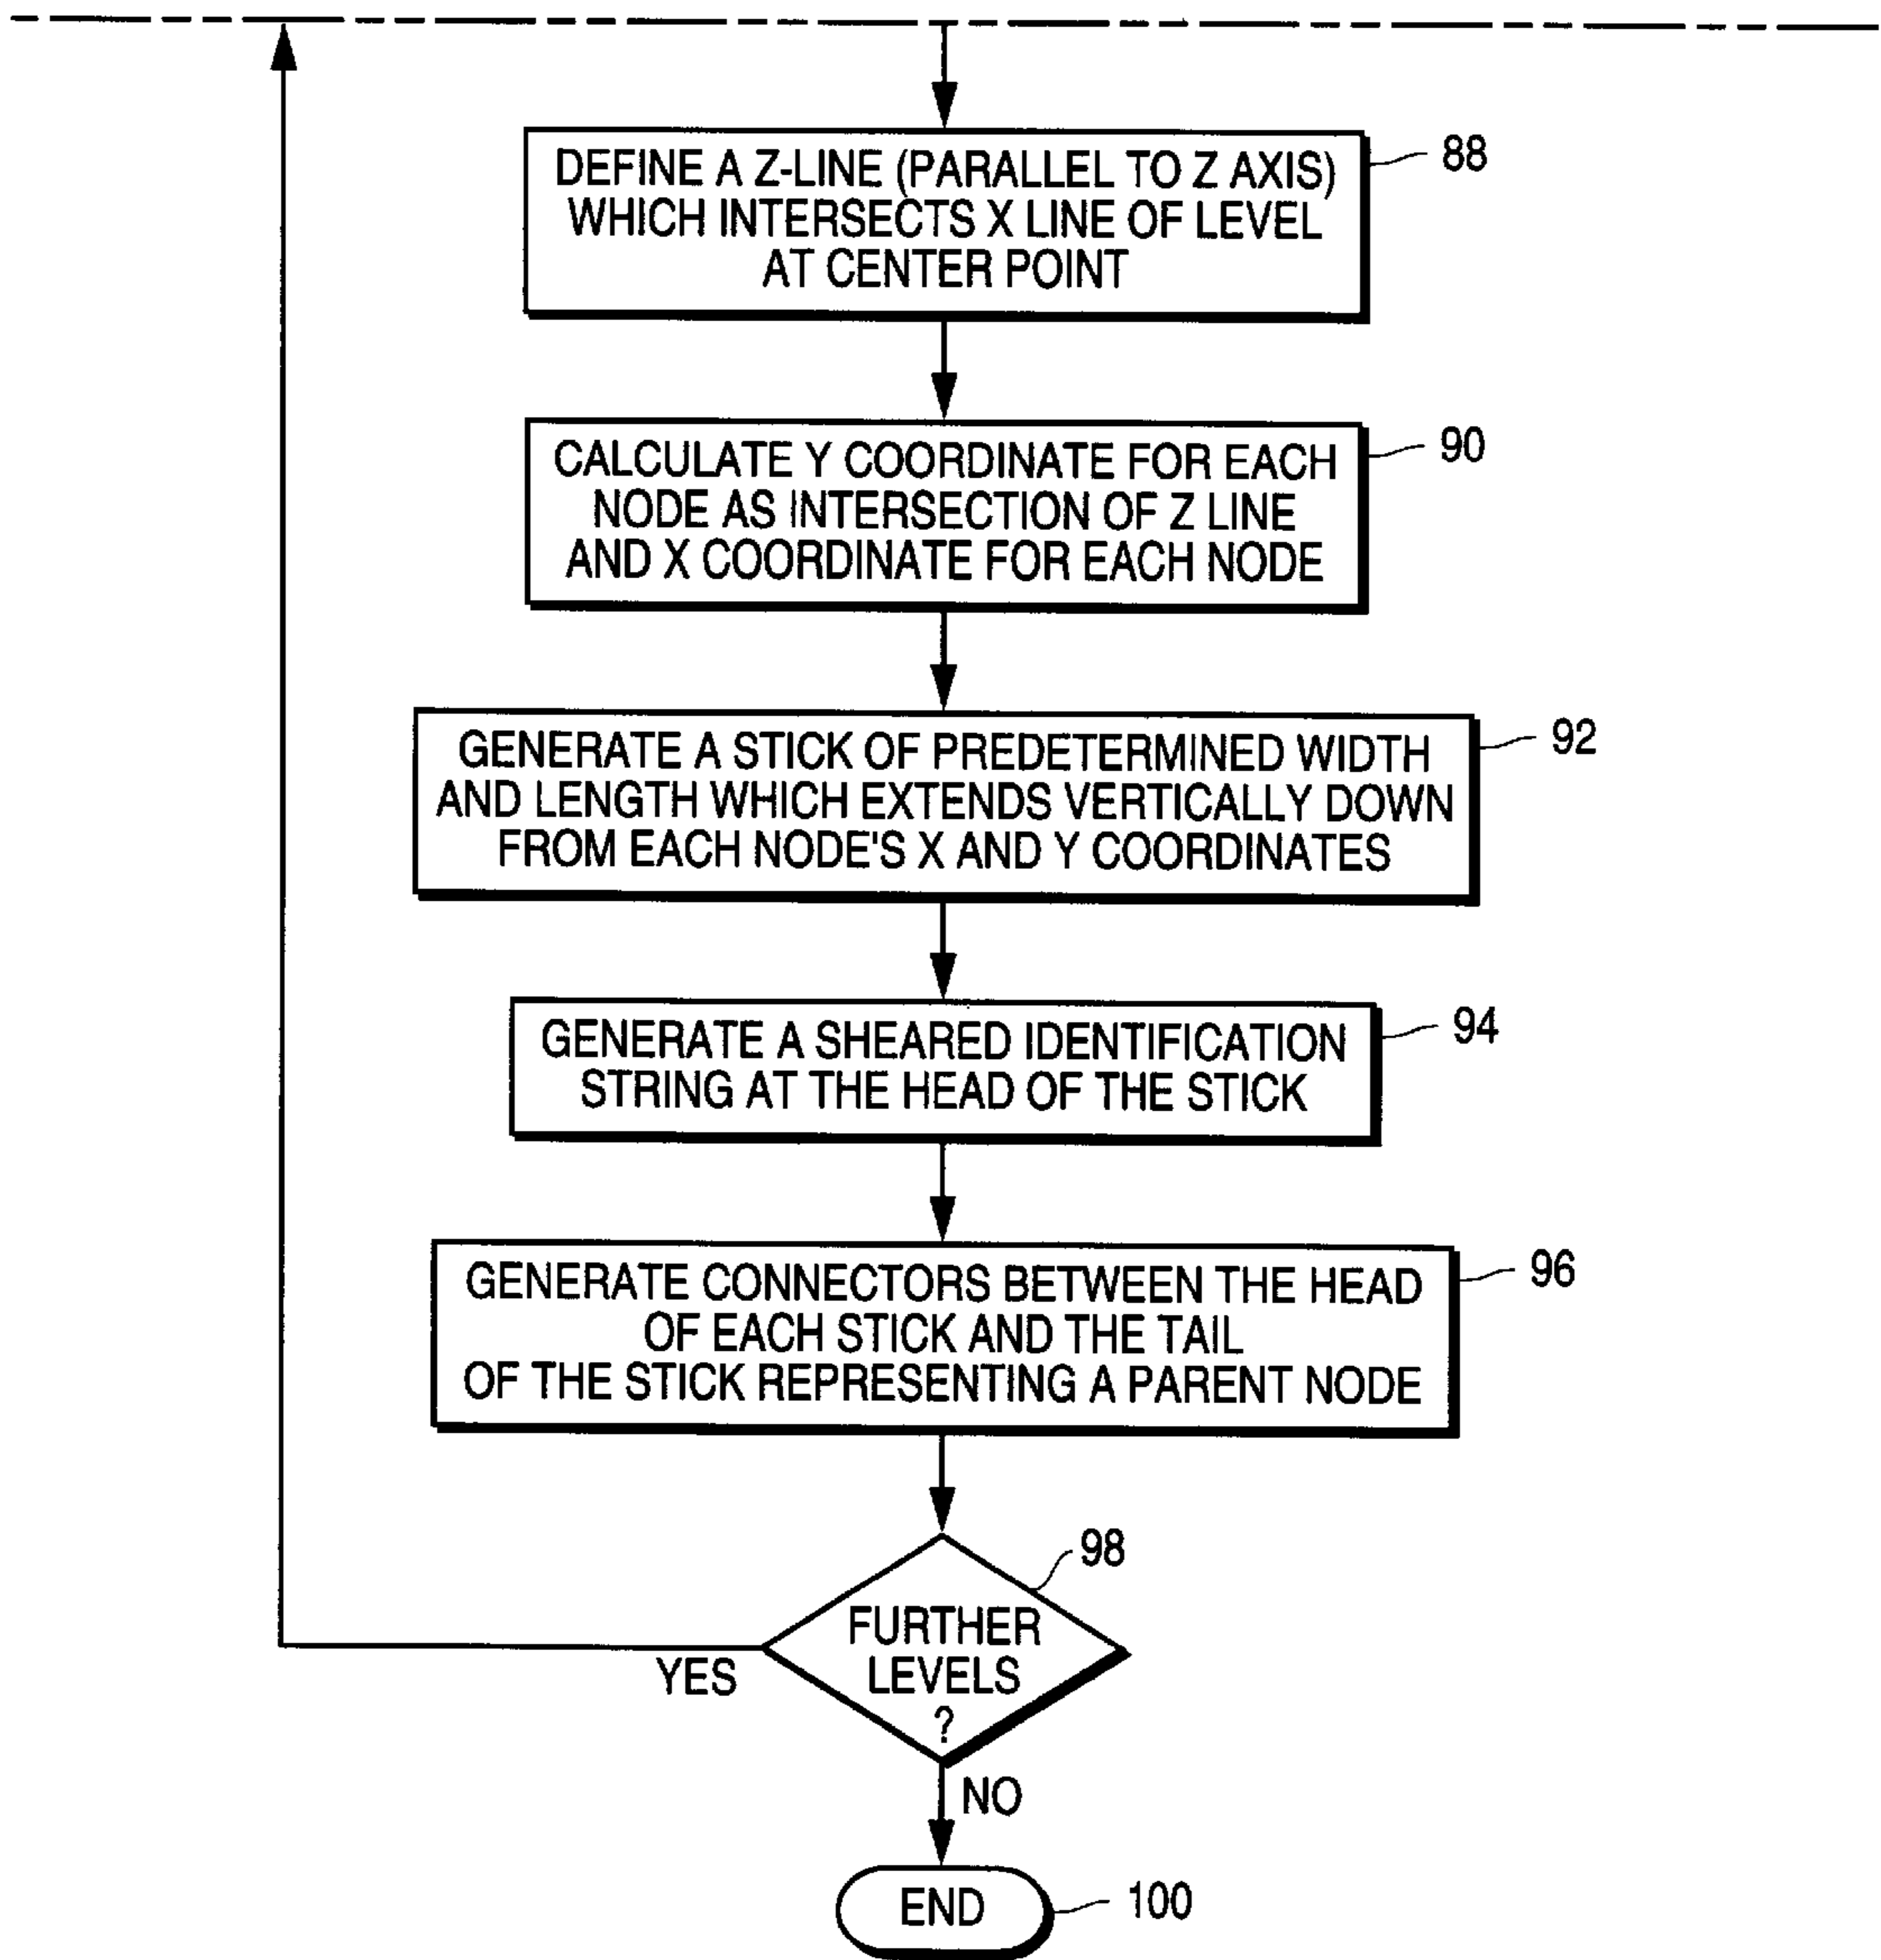 DEFINE A Z-LINE (PARALLEL TO Z AXIS)
WHICH INTERSECTS X LINE OF LEVEL
AT CENTER POINT
88
CALCULATE Y COORDINATE FOR EACH
NODE AS INTERSECTION OF Z LINE
AND X COORDINATE FOR EACH NODE
90
GENERATE A STICK OF PREDETERMINED WIDTH
AND LENGTH WHICH EXTENDS VERTICALLY DOWN
FROM EACH NODE'S X AND Y COORDINATES
92
GENERATE A SHEARED IDENTIFICATION
STRING AT THE HEAD OF THE STICK
94
GENERATE CONNECTORS BETWEEN THE HEAD
OF EACH STICK AND THE TAIL
OF THE STICK REPRESENTING A PARENT NODE
96
98
FURTHER
LEVELS
?
YES
NO
END
100